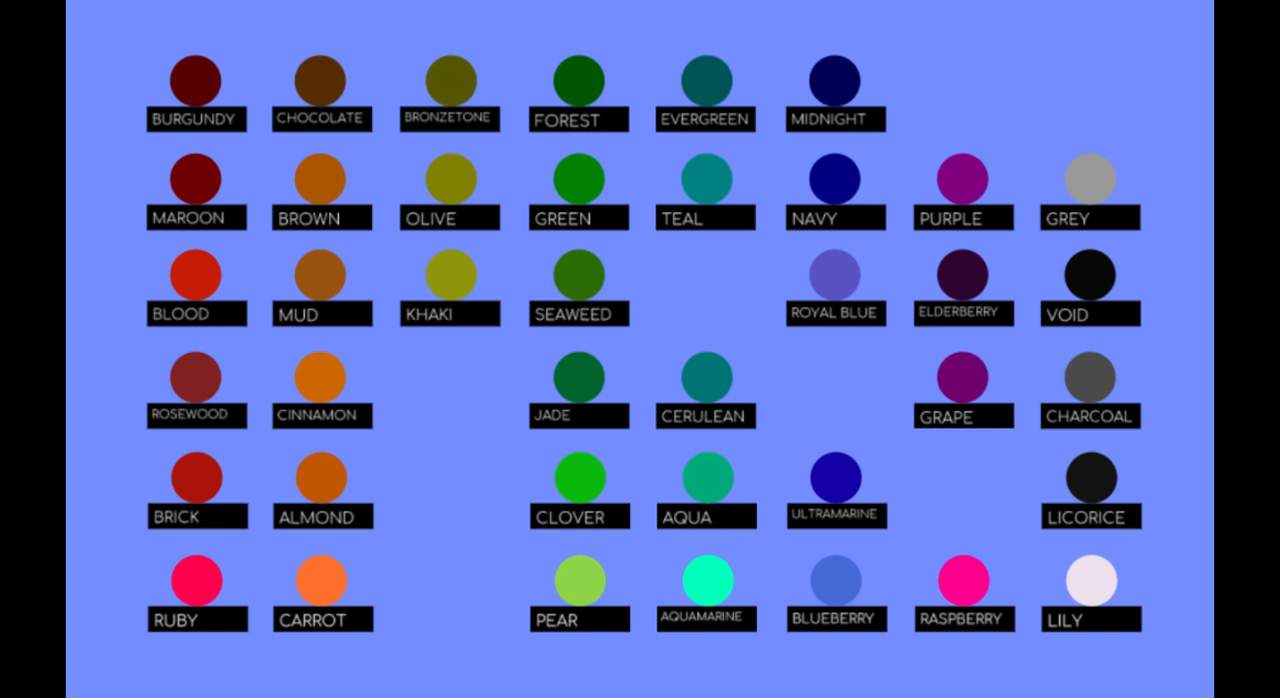 BURGUNDY CHOCOLATE BRONZETONE FOREST EVERGREEN MIDNIGHT
MAROON BROWN OLIVE GREEN TEAL NAVY PURPLE GREY
BLOOD MUD KHAKI SEAWEED ROYAL BLUE ELDERBERRY VOID
ROSEWOOD CINNAMON JADE CERULEAN GRAPE CHARCOAL
BRICK ALMOND CLOVER AQUA ULTRAMARINE LICORICE
RUBY CARROT PEAR AQUAMARINE BLUEBERRY RASPBERRY LILY